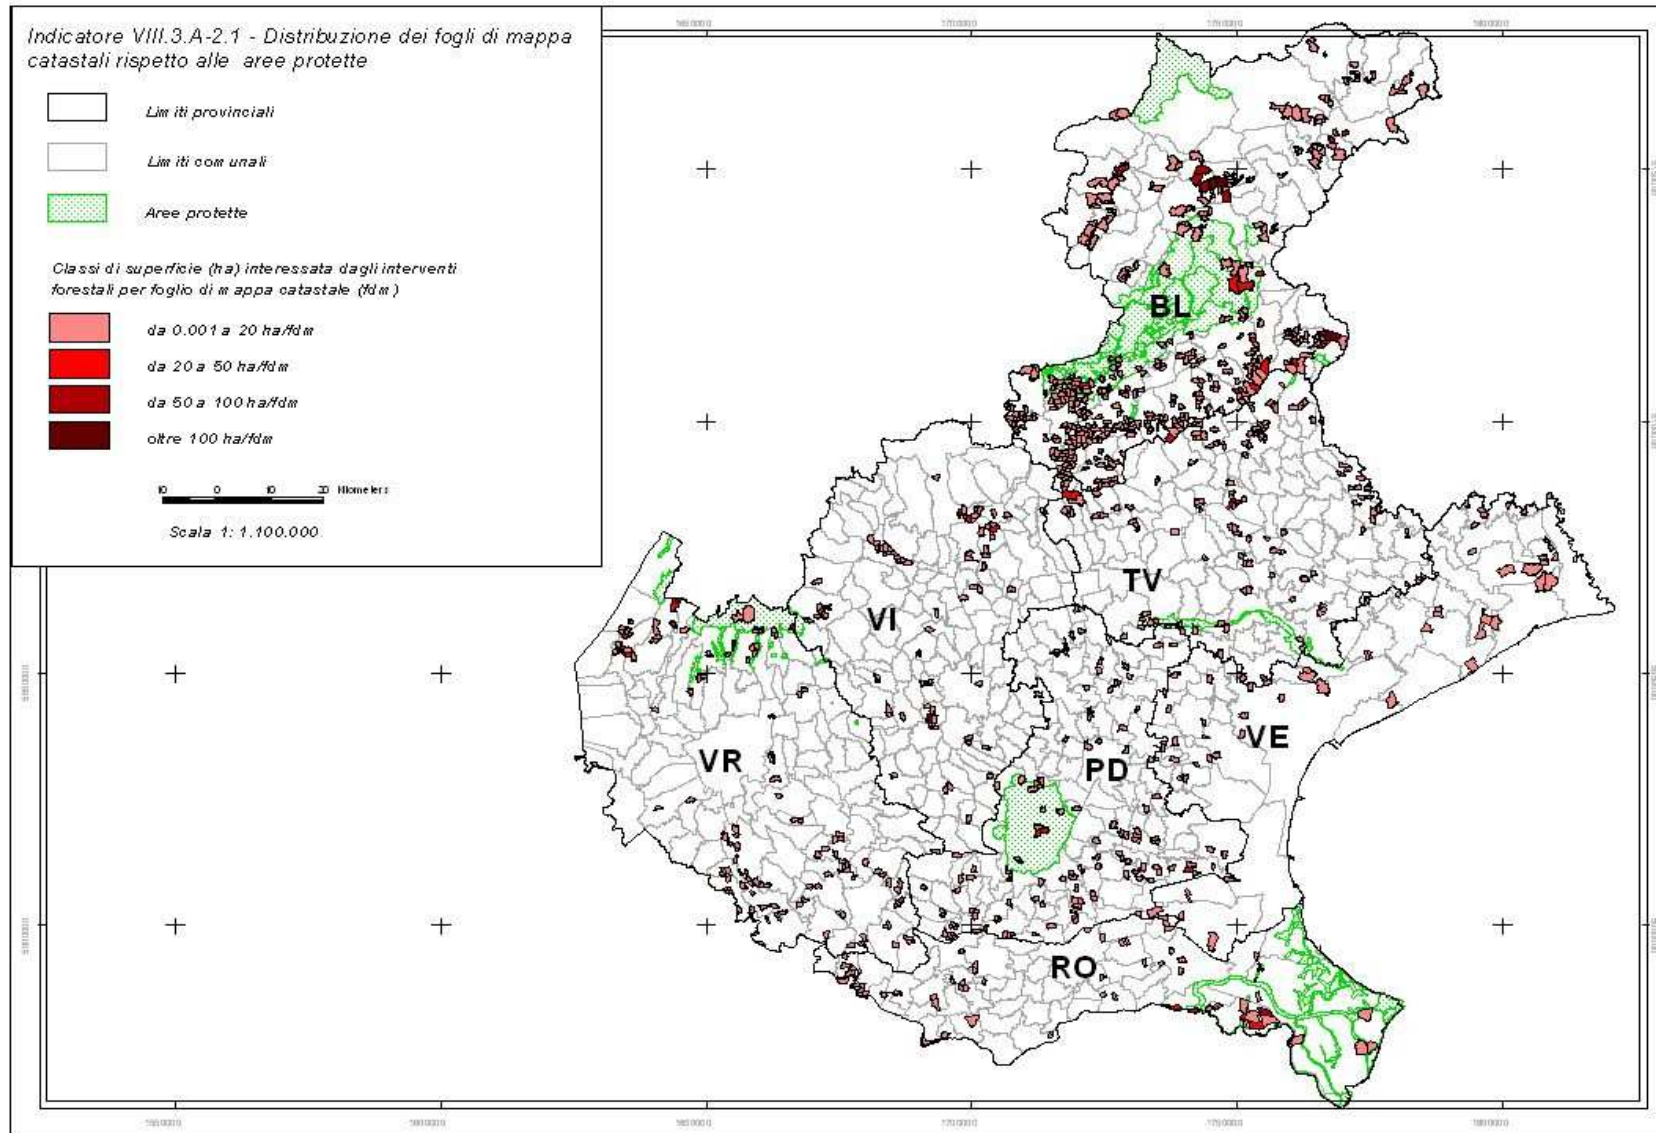 Indicatore VIII.3.A-2.1 - Distribuzione dei fogli di mappa
catastali rispetto alle aree protette
Limiti provinciali
Limiti comunali
Aree protette
Classi di superficie (ha) interessata dagli interventi
forestali per foglio di mappa catastale (fdm)
da 0.001 a 20 ha/fdm
da 20 a 50 ha/fdm
da 50 a 100 ha/fdm
oltre 100 ha/fdm
10 0 10 20 Kilometers
Scala 1: 1.100.000
BL
TV
VI
VE
VR
PD
RO